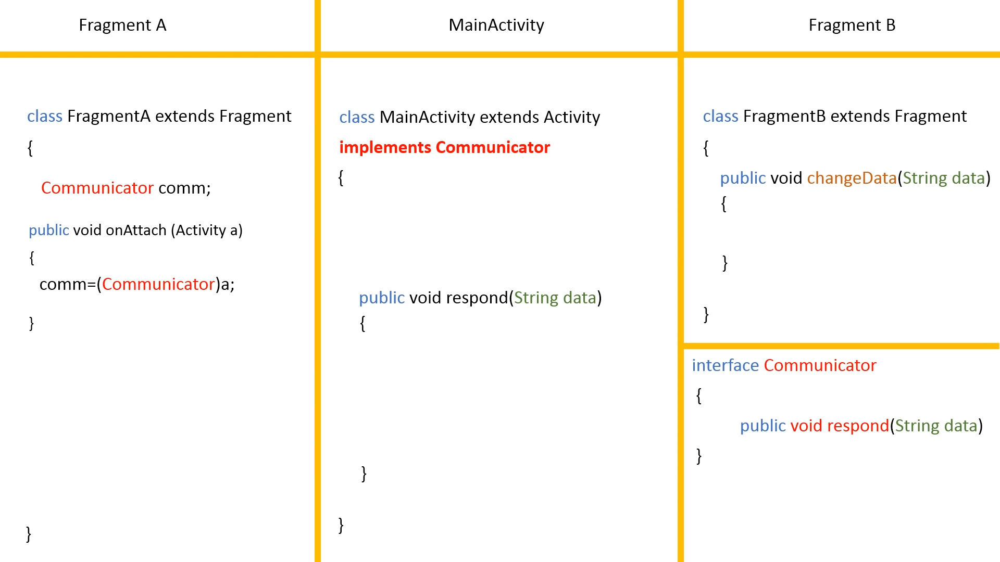 Fragment A
MainActivity
Fragment B
class FragmentA extends Fragment
{
Communicator comm;
public void onAttach (Activity a)
{
comm=(Communicator)a;
}
}
class MainActivity extends Activity
implements Communicator
{
public void respond(String data)
{
}
}
class FragmentB extends Fragment
{
public void changeData(String data)
{
}
}
interface Communicator
{
public void respond(String data)
}